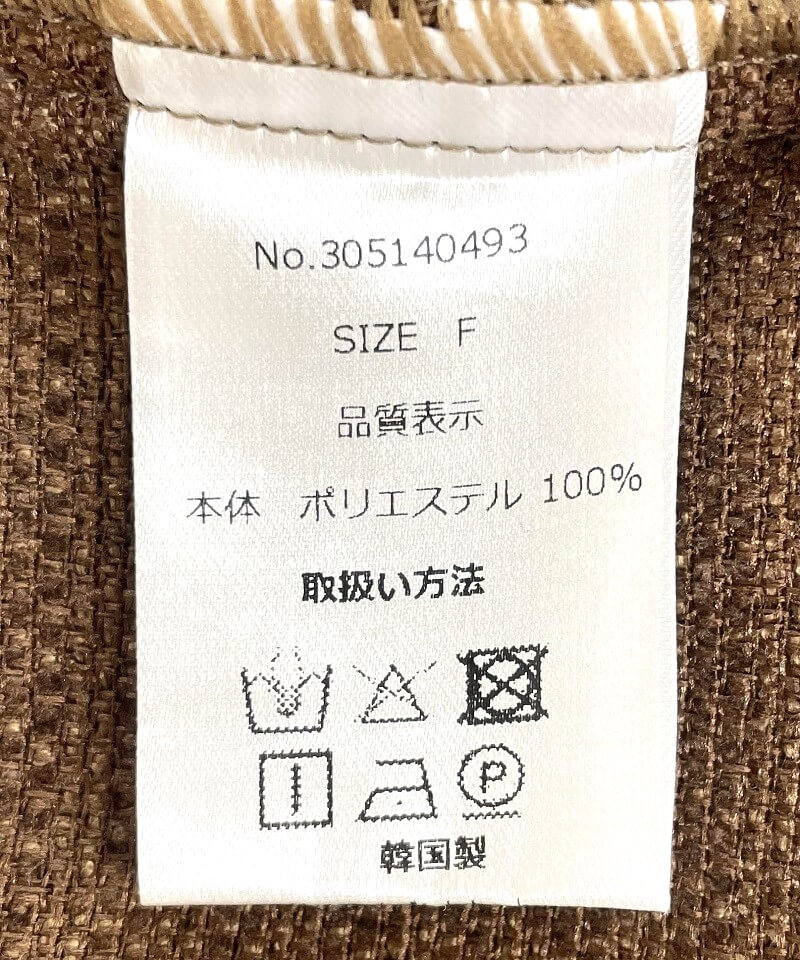 No.305140493
SIZE F
品質表示
本体 ポリエステル 100%
取扱い方法
P
韓国製